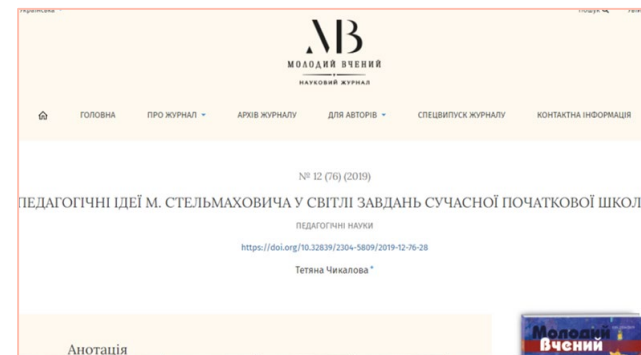 Українська
Пошук
МВ
МОЛОДИЙ ВЧЕНИЙ
НАУКОВИЙ ЖУРНАЛ
ГОЛОВНА ПРО ЖУРНАЛ АРХІВ ЖУРНАЛУ ДЛЯ АВТОРІВ СПЕЦВИПУСК ЖУРНАЛУ КОНТАКТНА ІНФОРМАЦІЯ
№ 12 (76) (2019)
ПЕДАГОГІЧНІ ІДЕЇ М. СТЕЛЬМАХОВИЧА У СВІТЛІ ЗАВДАНЬ СУЧАСНОЇ ПОЧАТКОВОЇ ШКОЛ
ПЕДАГОГІЧНІ НАУКИ
https://doi.org/10.32839/2304-5809/2019-12-76-28
Тетяна Чикалова
Анотація
Молодий
Вчений